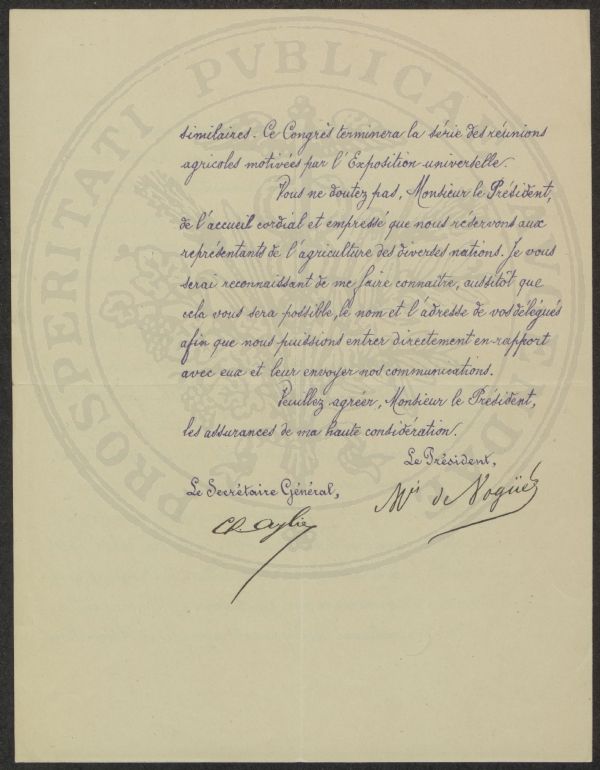 PROSPERITATI PVBLICAE
similaires. Ce Congrès terminera la série des réunions
agricoles motivées par l'Exposition universelle.
Vous ne doutez pas, Monsieur le Président,
de l'accueil cordial et empressé que nous réservons aux
représentants de l'agriculture des diverses nations. Je vous
serai reconnaissant de me faire connaître, aussitôt que
cela vous sera possible, le nom et l'adresse de vos délégués
afin que nous puissions entrer directement en rapport
avec eux et leur envoyer nos communications.
Veuillez agréer, Monsieur le Président,
les assurances de ma haute considération.
Le Président,
Le Secrétaire Général,
Mis de Vogüé